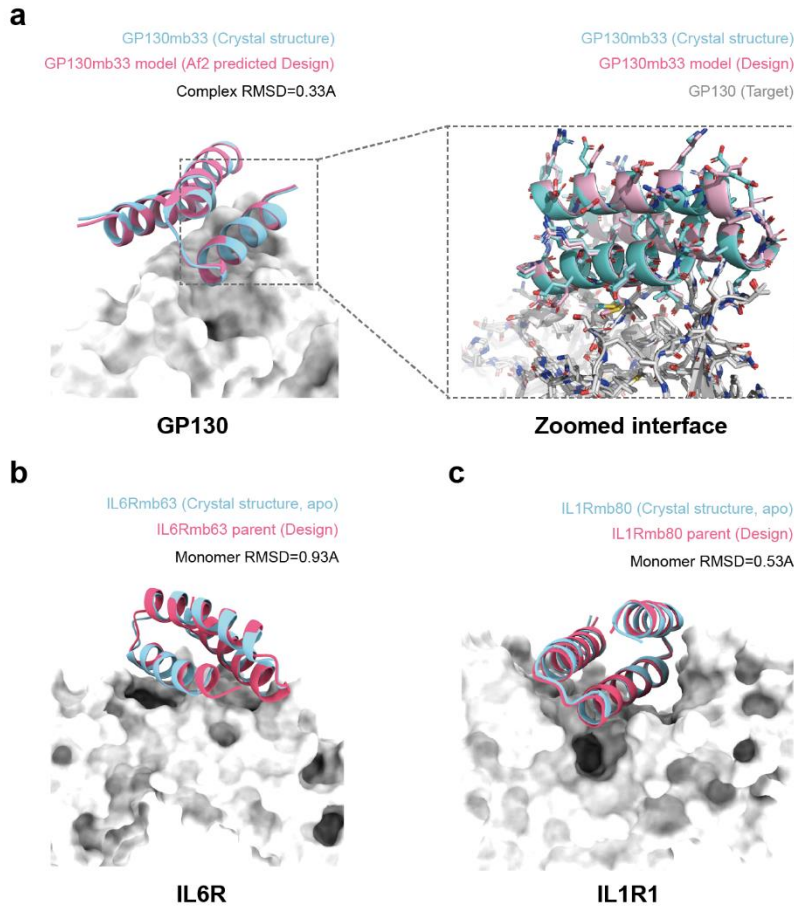 a
GP130mb33 (Crystal structure)
GP130mb33 model (Af2 predicted Design)
Complex RMSD=0.33A
GP130mb33 (Crystal structure)
GP130mb33 model (Design)
GP130 (Target)
GP130
Zoomed interface
b
IL6Rmb63 (Crystal structure, apo)
IL6Rmb63 parent (Design)
Monomer RMSD=0.93A
IL6R
c
IL1Rmb80 (Crystal structure, apo)
IL1Rmb80 parent (Design)
Monomer RMSD=0.53A
IL1R1